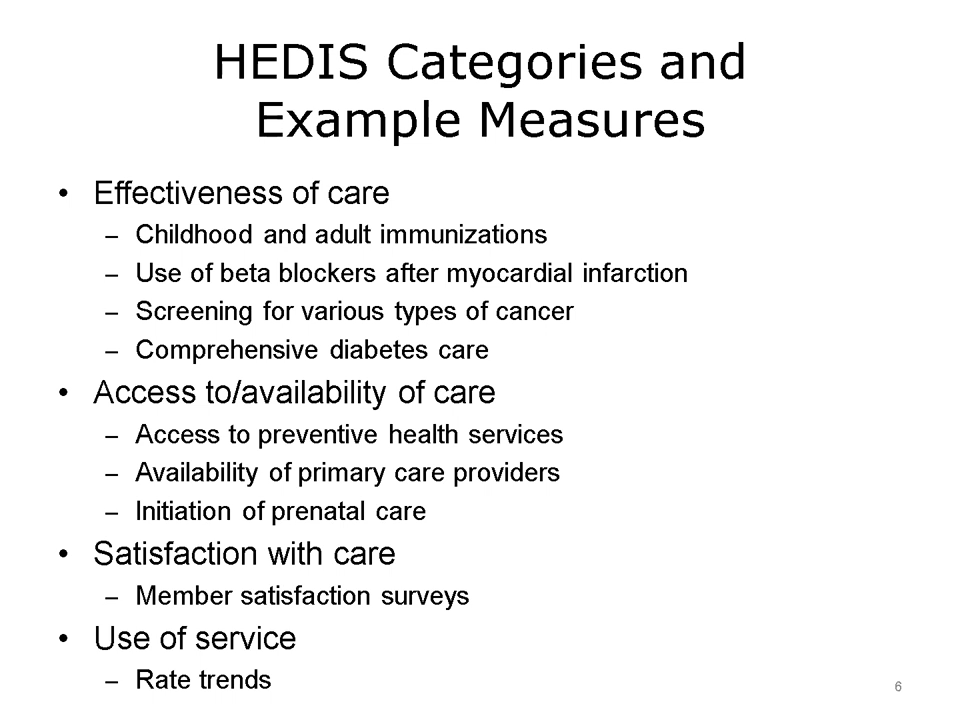 HEDIS Categories and
Example Measures
• Effectiveness of care
– Childhood and adult immunizations
– Use of beta blockers after myocardial infarction
– Screening for various types of cancer
– Comprehensive diabetes care
• Access to/availability of care
– Access to preventive health services
– Availability of primary care providers
– Initiation of prenatal care
• Satisfaction with care
– Member satisfaction surveys
• Use of service
– Rate trends
6